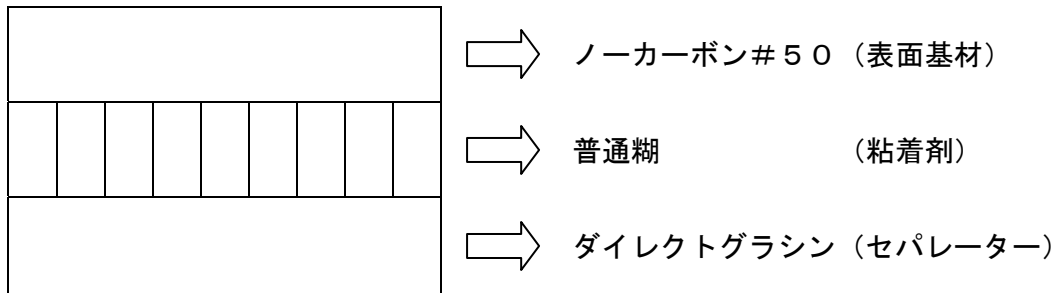 ノーカーボン＃５０（表面基材）
普通糊　　　　　（粘着剤）
ダイレクトグラシン（セパレーター）